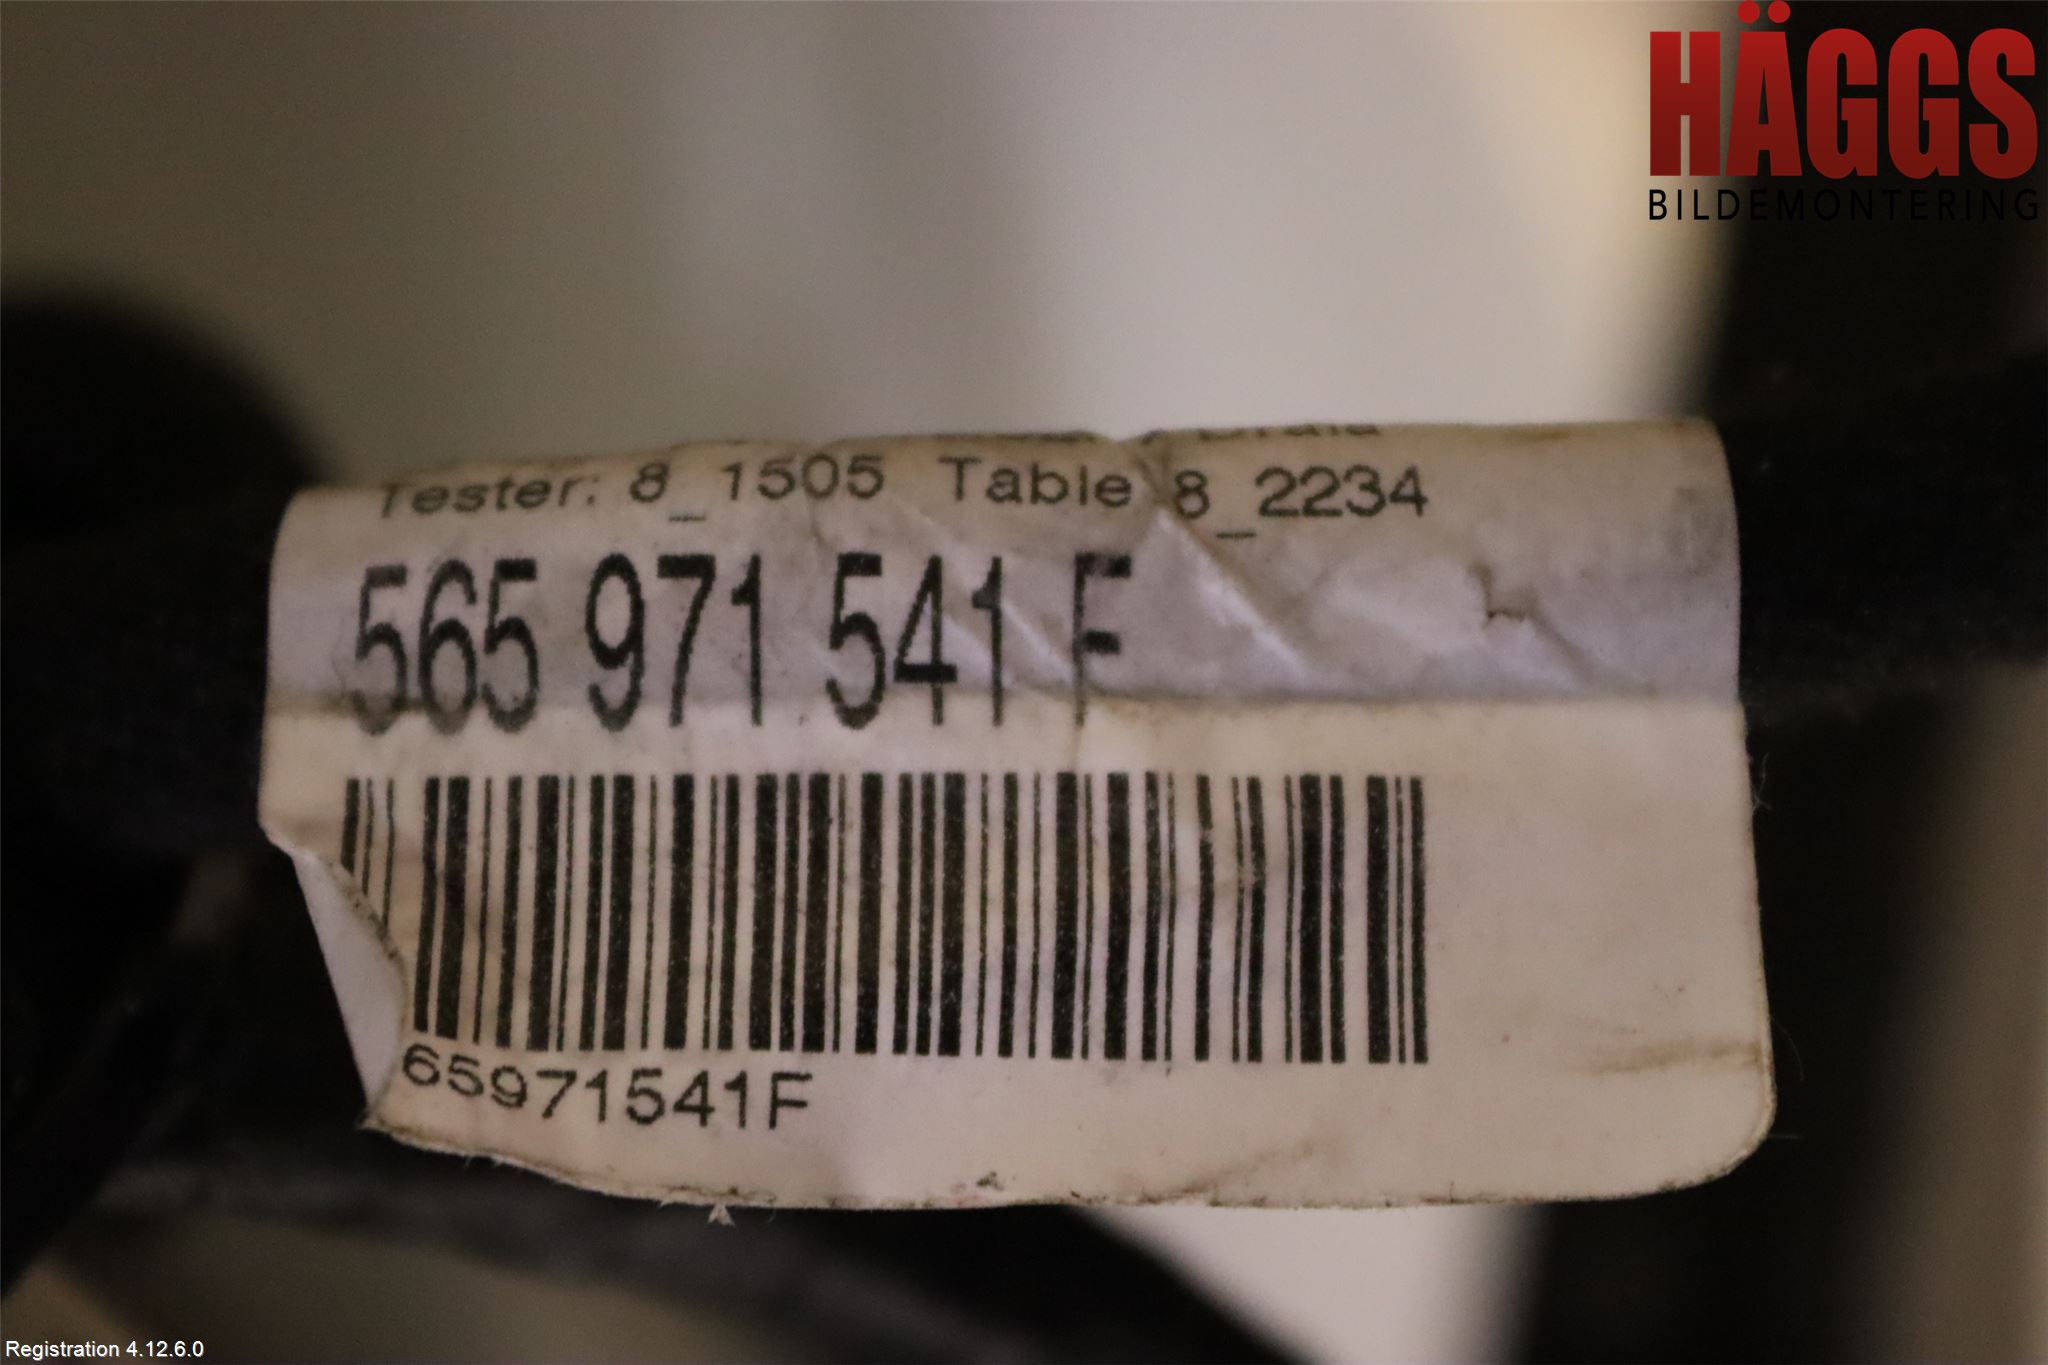 HÄGGS
BILDEMONTERING
Tester: 8_1505 Table 8_2234
565 971 541 F
65971541F
Registration 4.12.6.0